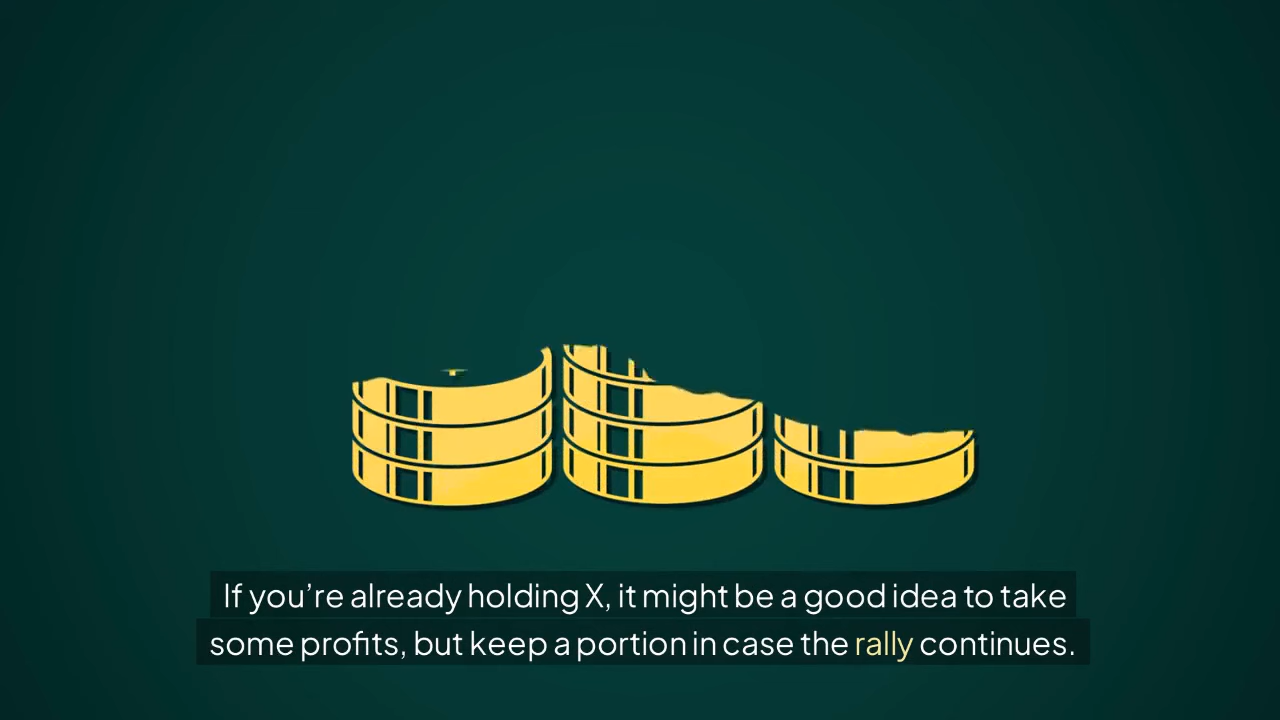 If you’re already holding X, it might be a good idea to take
some profits, but keep a portion in case the rally continues.